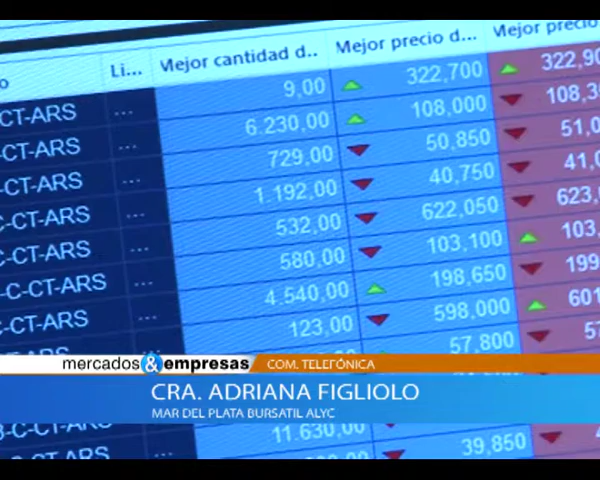 o Li... Mejor cantidad d.. Mejor precio d... Mejor precio
-CT-ARS ... 9,00 322,700 322,90
C-CT-ARS ... 6.230,00 108,000 108,3
-CT-ARS ... 729,00 50,850 51,0
C-CT-ARS ... 1.192,00 40,750 41,0
C-CT-ARS ... 532,00 622,050 623,
-C-CT-ARS ... 580,00 103,100 103,
C-CT-ARS ... 4.540,00 198,650 199
123,00 598,000 601
57,800 57
mercados&empresas COM. TELEFÓNICA
CRA. ADRIANA FIGLIOLO
MAR DEL PLATA BURSATIL ALYC
-C-CT-ARS ... 11.630,00
39,850